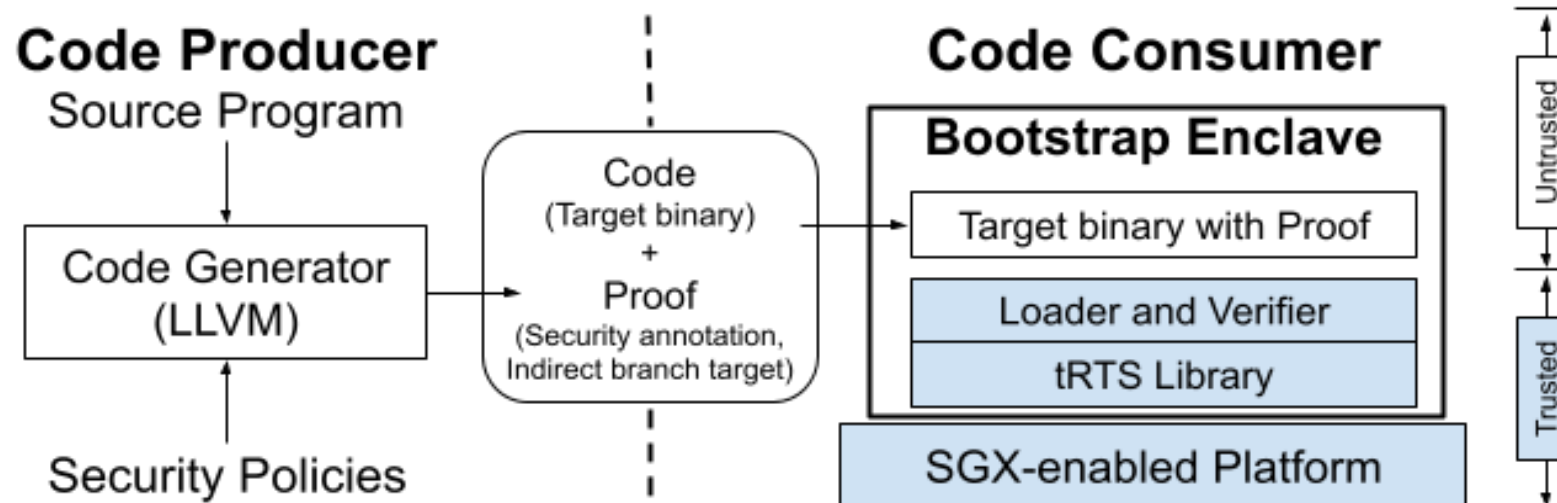 Code Producer
Source Program
Code Generator
(LLVM)
Security Policies
Code
(Target binary)
+
Proof
(Security annotation,
Indirect branch target)
Code Consumer
Bootstrap Enclave
Target binary with Proof
Loader and Verifier
tRTS Library
SGX-enabled Platform
Untrusted
Trusted